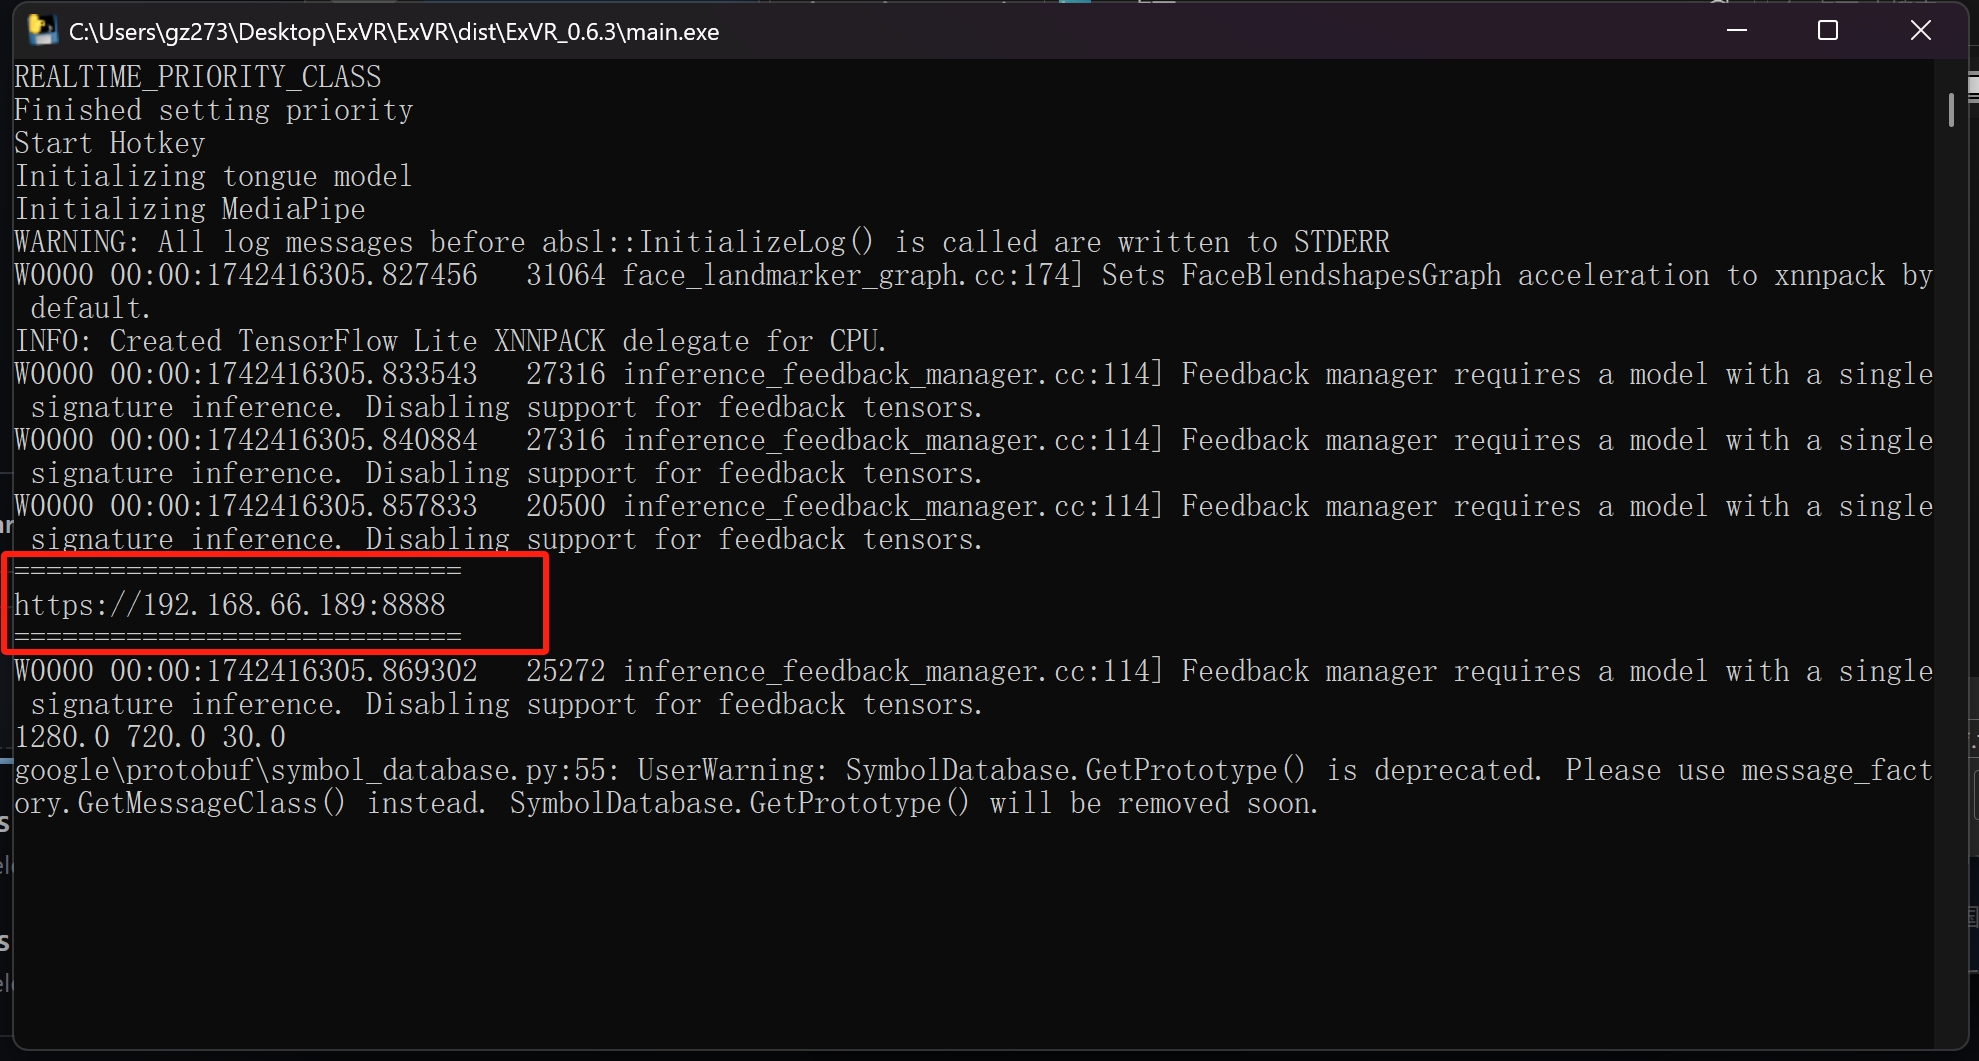 C:\Users\gz273\Desktop\ExVR\ExVR\dist\ExVR_0.6.3\main.exe
REALTIME_PRIORITY_CLASS
Finished setting priority
Start Hotkey
Initializing tongue model
Initializing MediaPipe
WARNING: All log messages before absl::InitializeLog() is called are written to STDERR
W0000 00:00:1742416305.827456   31064 face_landmarker_graph.cc:174] Sets FaceBlendshapesGraph acceleration to xnnpack by
 default.
INFO: Created TensorFlow Lite XNNPACK delegate for CPU.
W0000 00:00:1742416305.833543   27316 inference_feedback_manager.cc:114] Feedback manager requires a model with a single
 signature inference. Disabling support for feedback tensors.
W0000 00:00:1742416305.840884   27316 inference_feedback_manager.cc:114] Feedback manager requires a model with a single
 signature inference. Disabling support for feedback tensors.
W0000 00:00:1742416305.857833   20500 inference_feedback_manager.cc:114] Feedback manager requires a model with a single
 signature inference. Disabling support for feedback tensors.
============================
https://192.168.66.189:8888
============================
W0000 00:00:1742416305.869302   25272 inference_feedback_manager.cc:114] Feedback manager requires a model with a single
 signature inference. Disabling support for feedback tensors.
1280.0 720.0 30.0
google\protobuf\symbol_database.py:55: UserWarning: SymbolDatabase.GetPrototype() is deprecated. Please use message_fact
ory.GetMessageClass() instead. SymbolDatabase.GetPrototype() will be removed soon.